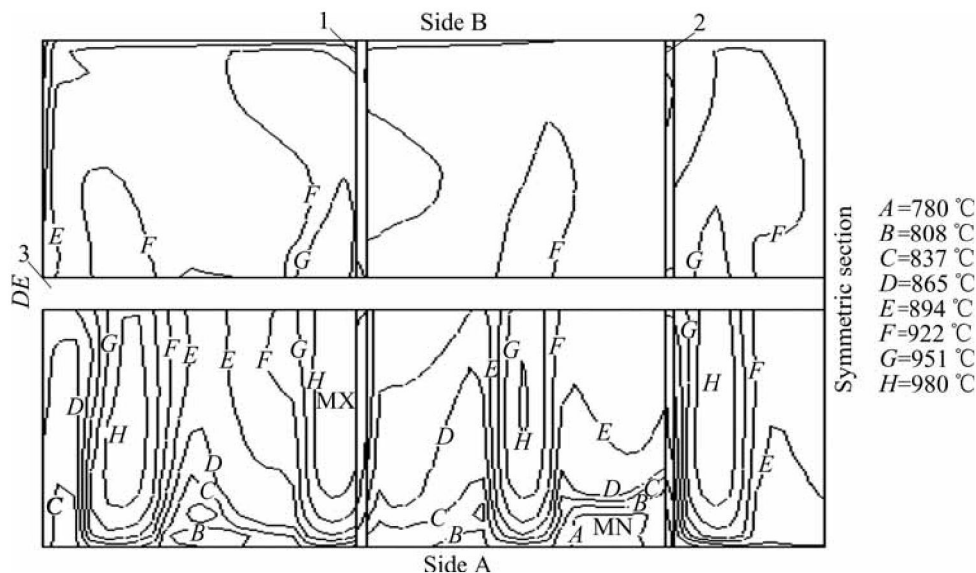 Side B
1
2
F
E
F
F
F
G
G
3
DE
Symmetric section
A=780 ℃
B=808 ℃
C=837 ℃
D=865 ℃
E=894 ℃
F=922 ℃
G=951 ℃
H=980 ℃
G F E E F G
H
MX
D
H
E G F
H
D
E
G
H
F
E
C
D
C
B
D
C
B
D
C
B
MN
A
Side A